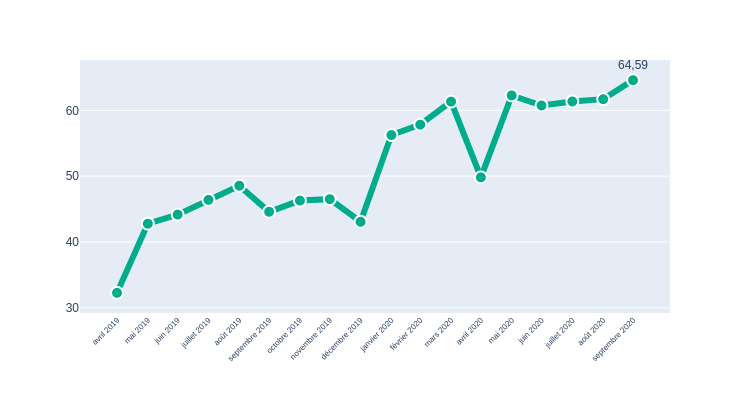 64,59
60
50
40
30
avril 2019
mai 2019
juin 2019
juillet 2019
août 2019
septembre 2019
octobre 2019
novembre 2019
décembre 2019
janvier 2020
février 2020
mars 2020
avril 2020
mai 2020
juin 2020
juillet 2020
août 2020
septembre 2020